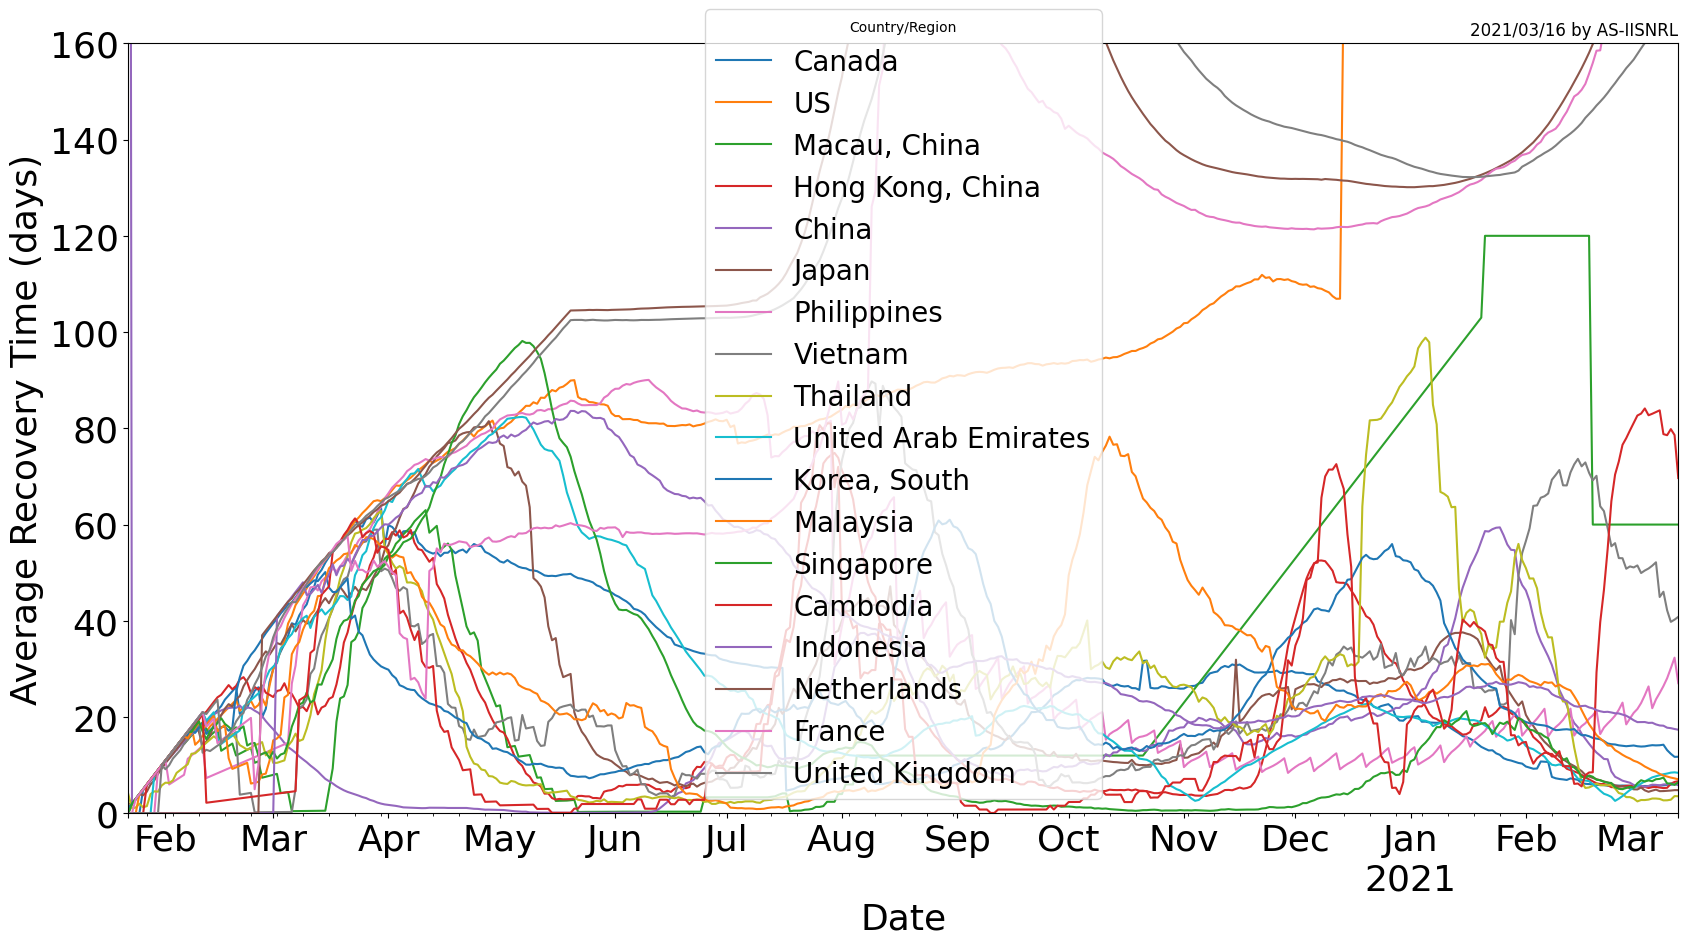 Country/Region
2021/03/16 by AS-IISNRL
Canada
US
Macau, China
Hong Kong, China
China
Japan
Philippines
Vietnam
Thailand
United Arab Emirates
Korea, South
Malaysia
Singapore
Cambodia
Indonesia
Netherlands
France
United Kingdom
Average Recovery Time (days)
160
140
120
100
80
60
40
20
0
Feb Mar Apr May Jun Jul Aug Sep Oct Nov Dec Jan Feb Mar
2021
Date